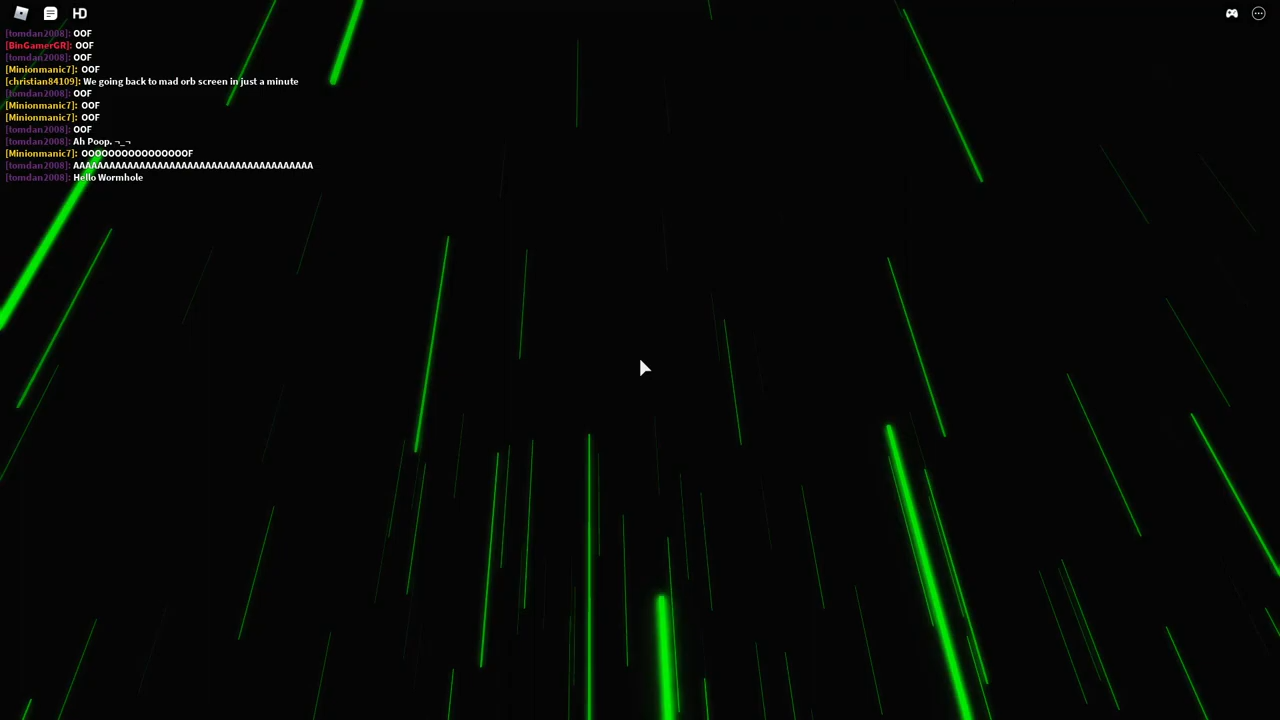 HD
[tomdan2008]: OOF
[BinGamerGR]: OOF
[tomdan2008]: OOF
[Minionmanic7]: OOF
[christian84109]: We going back to mad orb screen in just a minute
[tomdan2008]: OOF
[Minionmanic7]: OOF
[Minionmanic7]: OOF
[tomdan2008]: OOF
[tomdan2008]: Ah Poop. ¬_¬
[Minionmanic7]: OOOOOOOOOOOOOOOOF
[tomdan2008]: AAAAAAAAAAAAAAAAAAAAAAAAAAAAAAAAAAAAAAAA
[tomdan2008]: Hello Wormhole